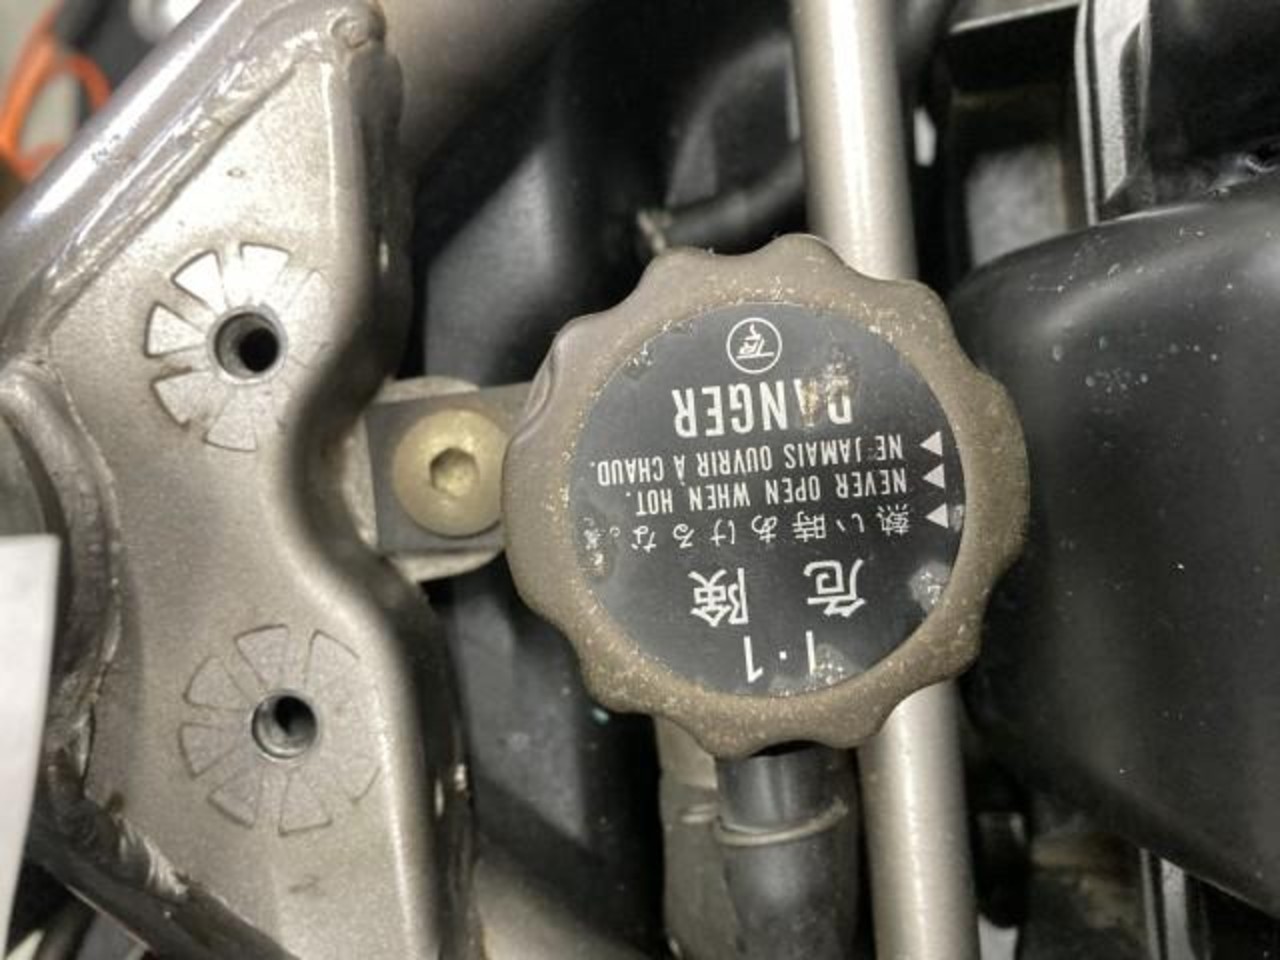 1·1
危険
熱い時あけるな。
NEVER OPEN WHEN HOT.
NE JAMAIS OUVRIR À CHAUD.
DANGER